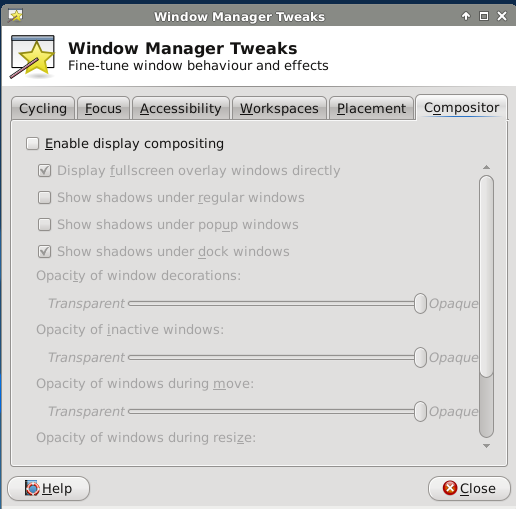 Window Manager Tweaks
Window Manager Tweaks
Fine-tune window behaviour and effects
Cycling Focus Accessibility Workspaces Placement Compositor
Enable display compositing
Display fullscreen overlay windows directly
Show shadows under regular windows
Show shadows under popup windows
Show shadows under dock windows
Opacity of window decorations:
Transparent Opaque
Opacity of inactive windows:
Transparent Opaque
Opacity of windows during move:
Transparent Opaque
Opacity of windows during resize:
Help Close